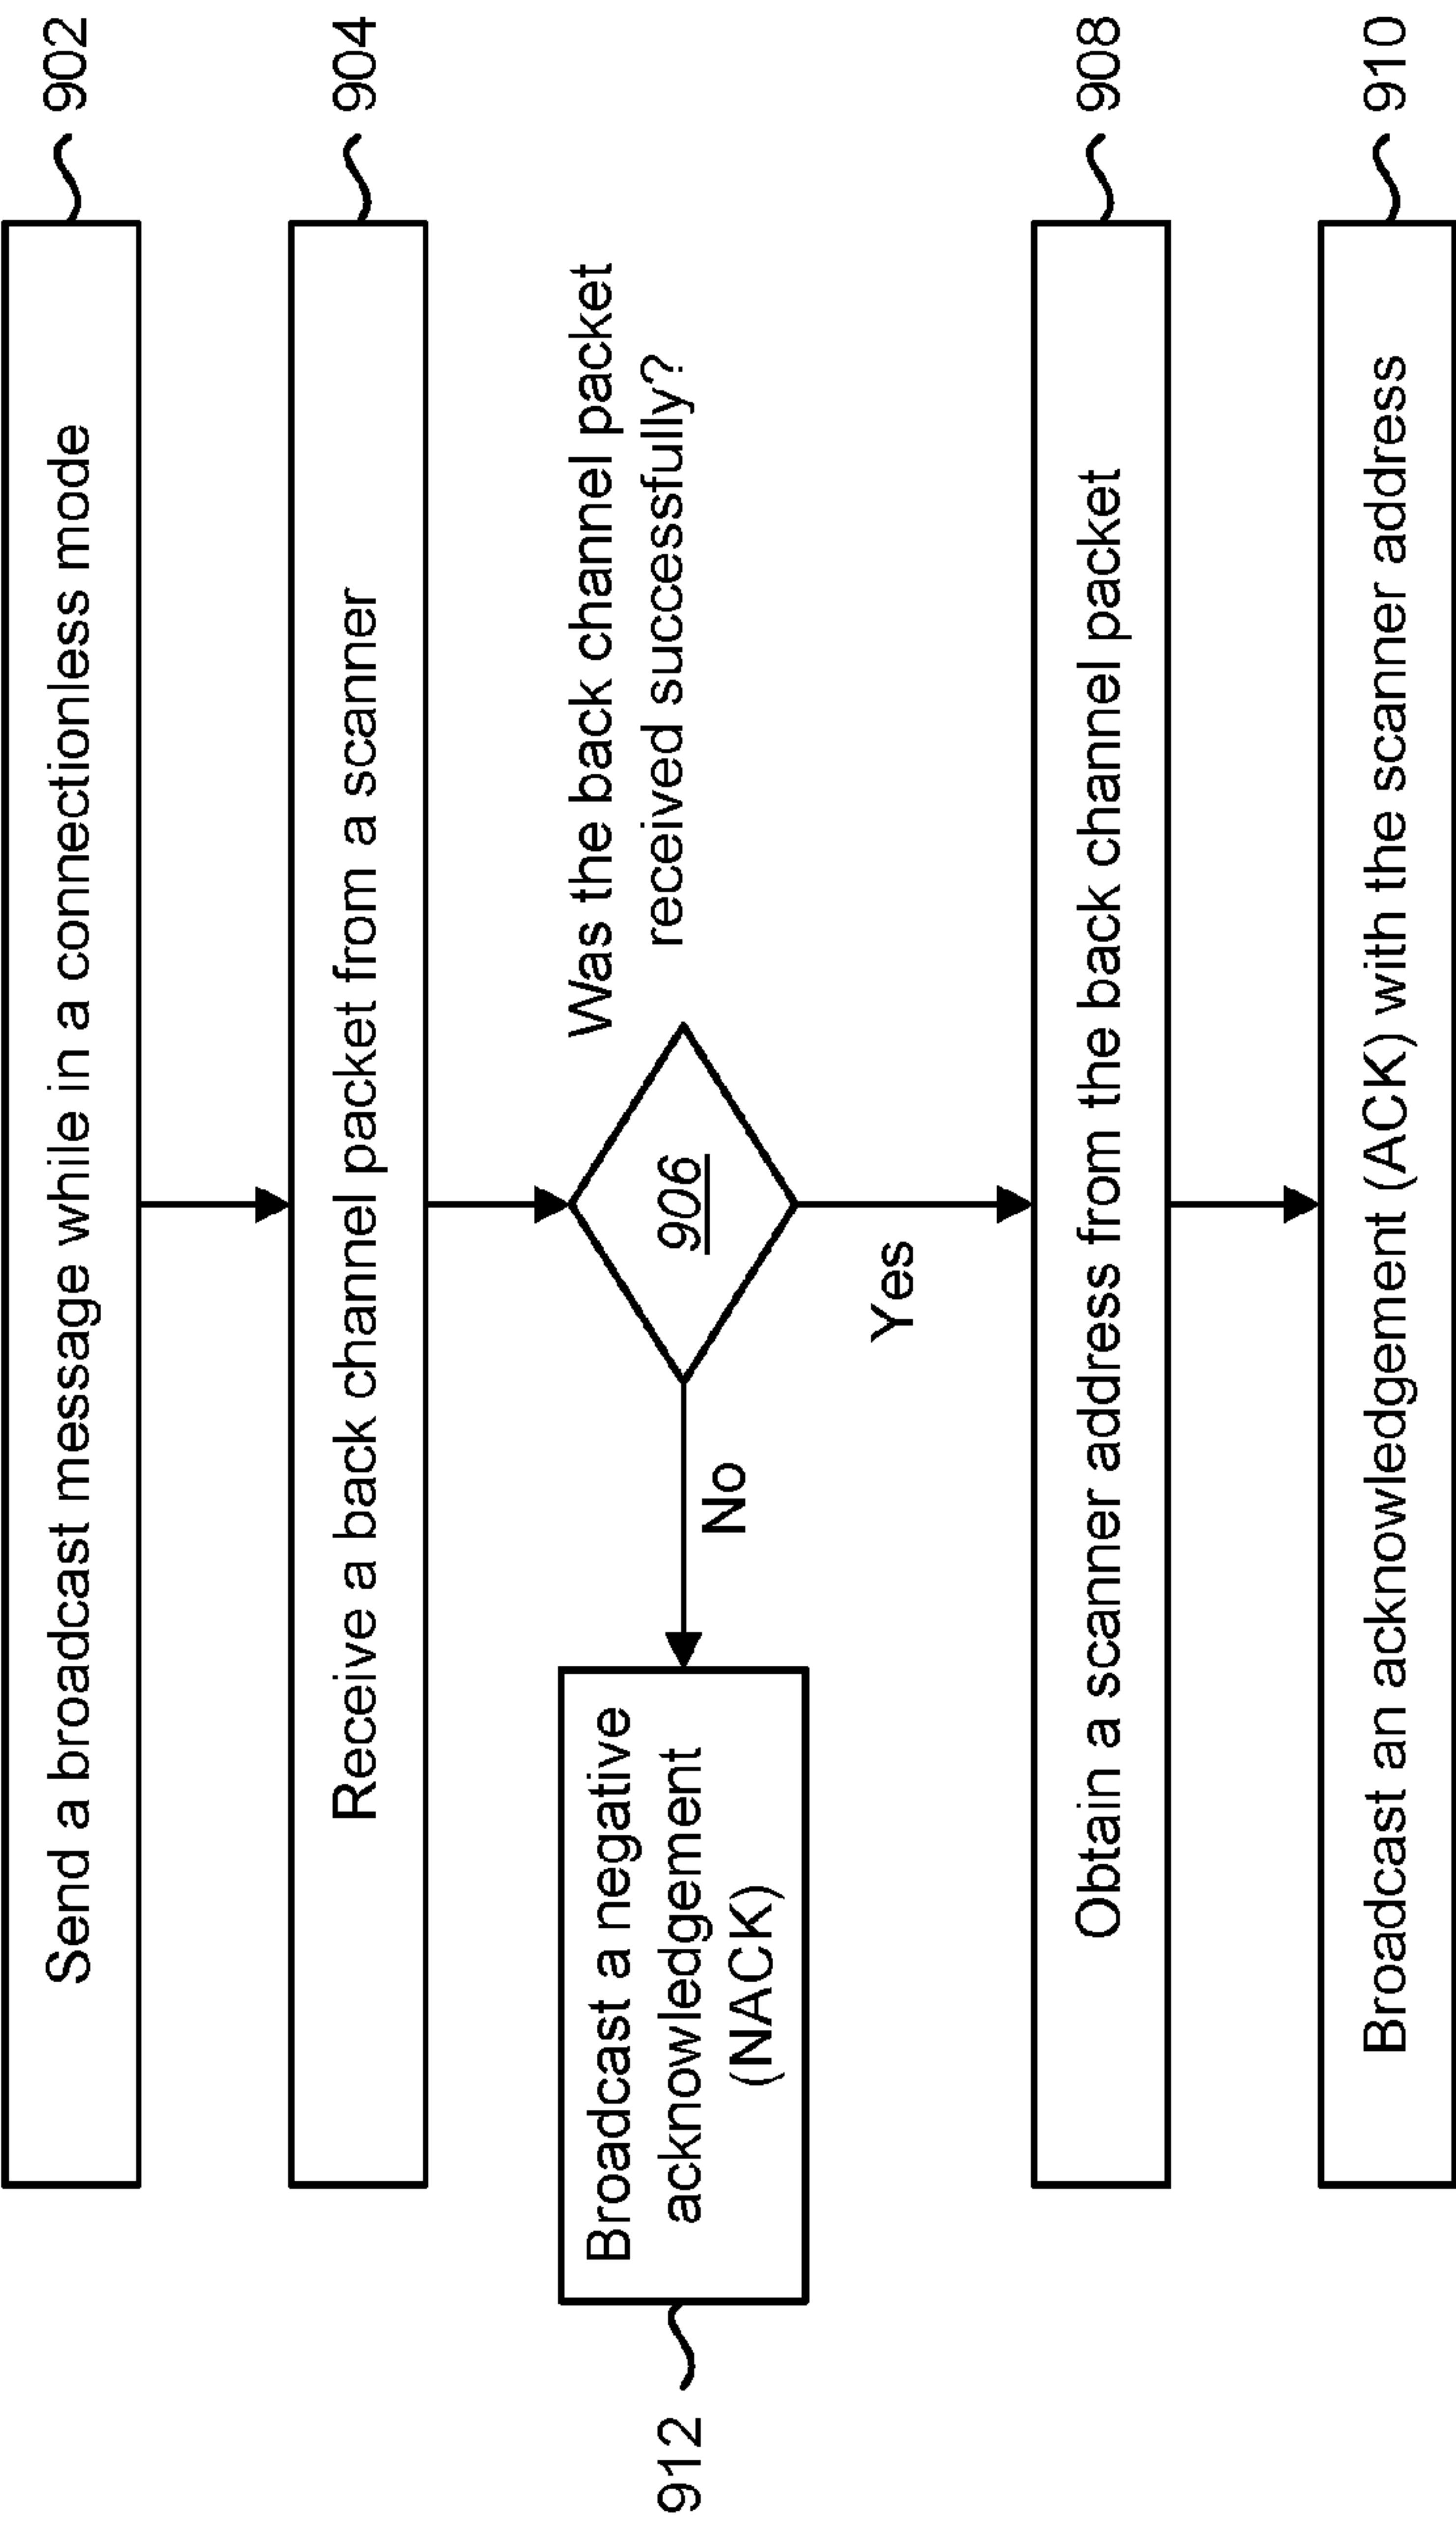 Send a broadcast message while in a connectionless mode
902
Receive a back channel packet from a scanner
904
Was the back channel packet
received successfully?
906
No
Broadcast a negative
acknowledgement
(NACK)
912
Yes
Obtain a scanner address from the back channel packet
908
Broadcast an acknowledgement (ACK) with the scanner address
910